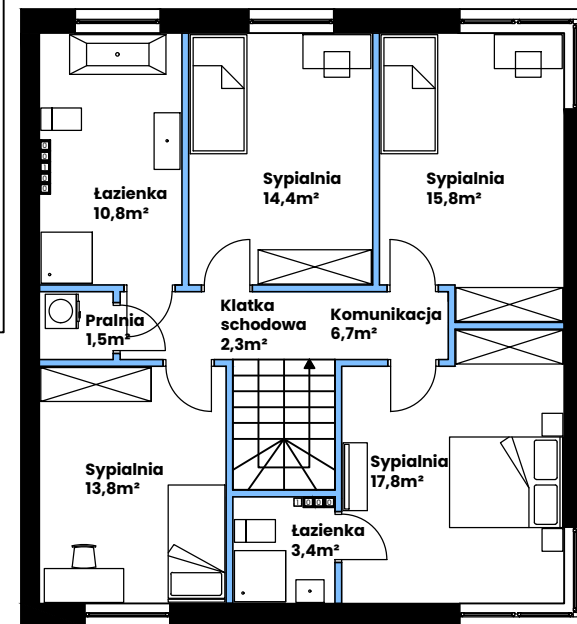 Łazienka
10,8m²
Sypialnia
14,4m²
Sypialnia
15,8m²
Pralnia
1,5m²
Klatka
schodowa
2,3m²
Komunikacja
6,7m²
Sypialnia
13,8m²
Sypialnia
17,8m²
Łazienka
3,4m²